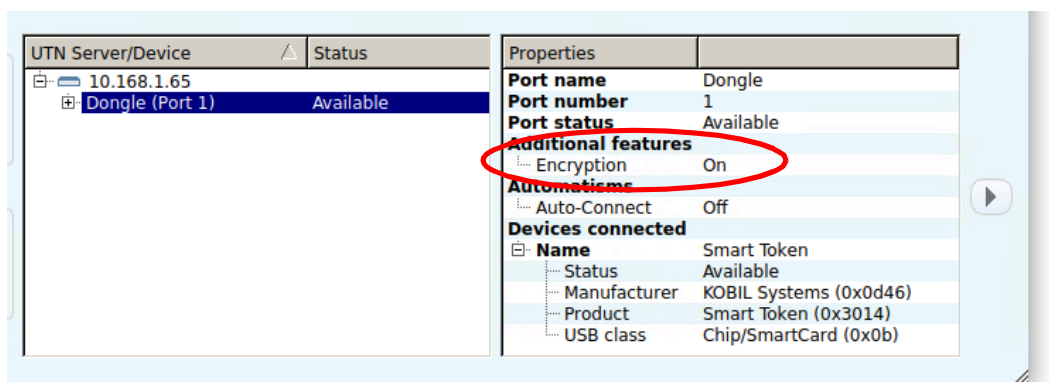 UTN Server/Device Status
10.168.1.65
Dongle (Port 1) Available
Properties
Port name Dongle
Port number 1
Port status Available
Additional features
Encryption On
Automatisms
Auto-Connect Off
Devices connected
Name Smart Token
Status Available
Manufacturer KOBIL Systems (0x0d46)
Product Smart Token (0x3014)
USB class Chip/SmartCard (0x0b)